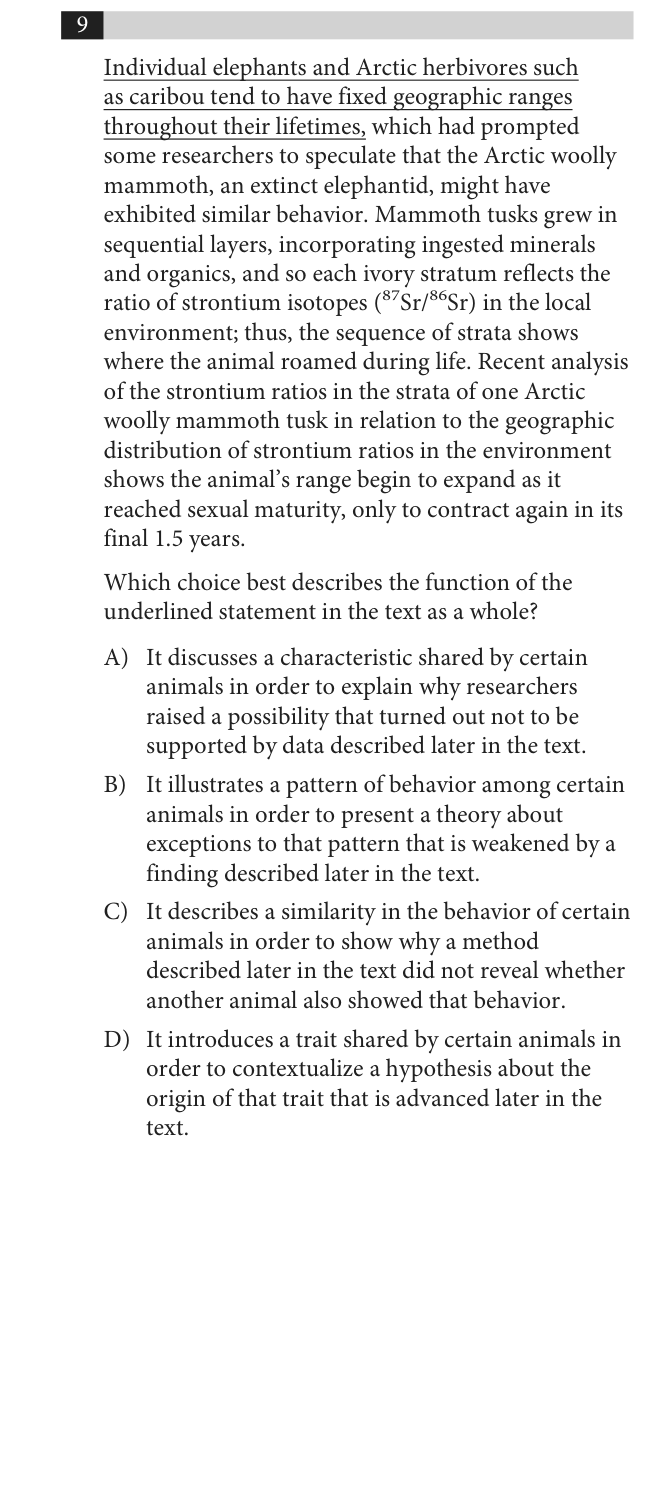 9
Individual elephants and Arctic herbivores such
as caribou tend to have fixed geographic ranges
throughout their lifetimes, which had prompted
some researchers to speculate that the Arctic woolly
mammoth, an extinct elephantid, might have
exhibited similar behavior. Mammoth tusks grew in
sequential layers, incorporating ingested minerals
and organics, and so each ivory stratum reflects the
ratio of strontium isotopes (⁸⁷Sr/⁸⁶Sr) in the local
environment; thus, the sequence of strata shows
where the animal roamed during life. Recent analysis
of the strontium ratios in the strata of one Arctic
woolly mammoth tusk in relation to the geographic
distribution of strontium ratios in the environment
shows the animal’s range begin to expand as it
reached sexual maturity, only to contract again in its
final 1.5 years.
Which choice best describes the function of the
underlined statement in the text as a whole?
A) It discusses a characteristic shared by certain
animals in order to explain why researchers
raised a possibility that turned out not to be
supported by data described later in the text.
B) It illustrates a pattern of behavior among certain
animals in order to present a theory about
exceptions to that pattern that is weakened by a
finding described later in the text.
C) It describes a similarity in the behavior of certain
animals in order to show why a method
described later in the text did not reveal whether
another animal also showed that behavior.
D) It introduces a trait shared by certain animals in
order to contextualize a hypothesis about the
origin of that trait that is advanced later in the
text.